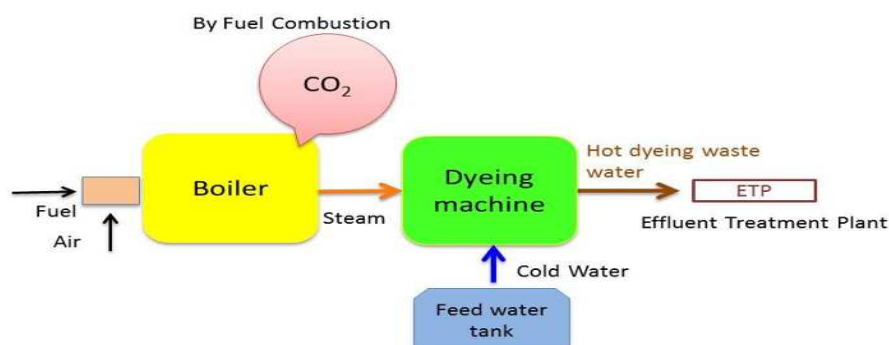 By Fuel Combustion
CO₂
Boiler
Fuel
Air
Steam
Dyeing
machine
Hot dyeing waste
water
ETP
Effluent Treatment Plant
Cold Water
Feed water
tank